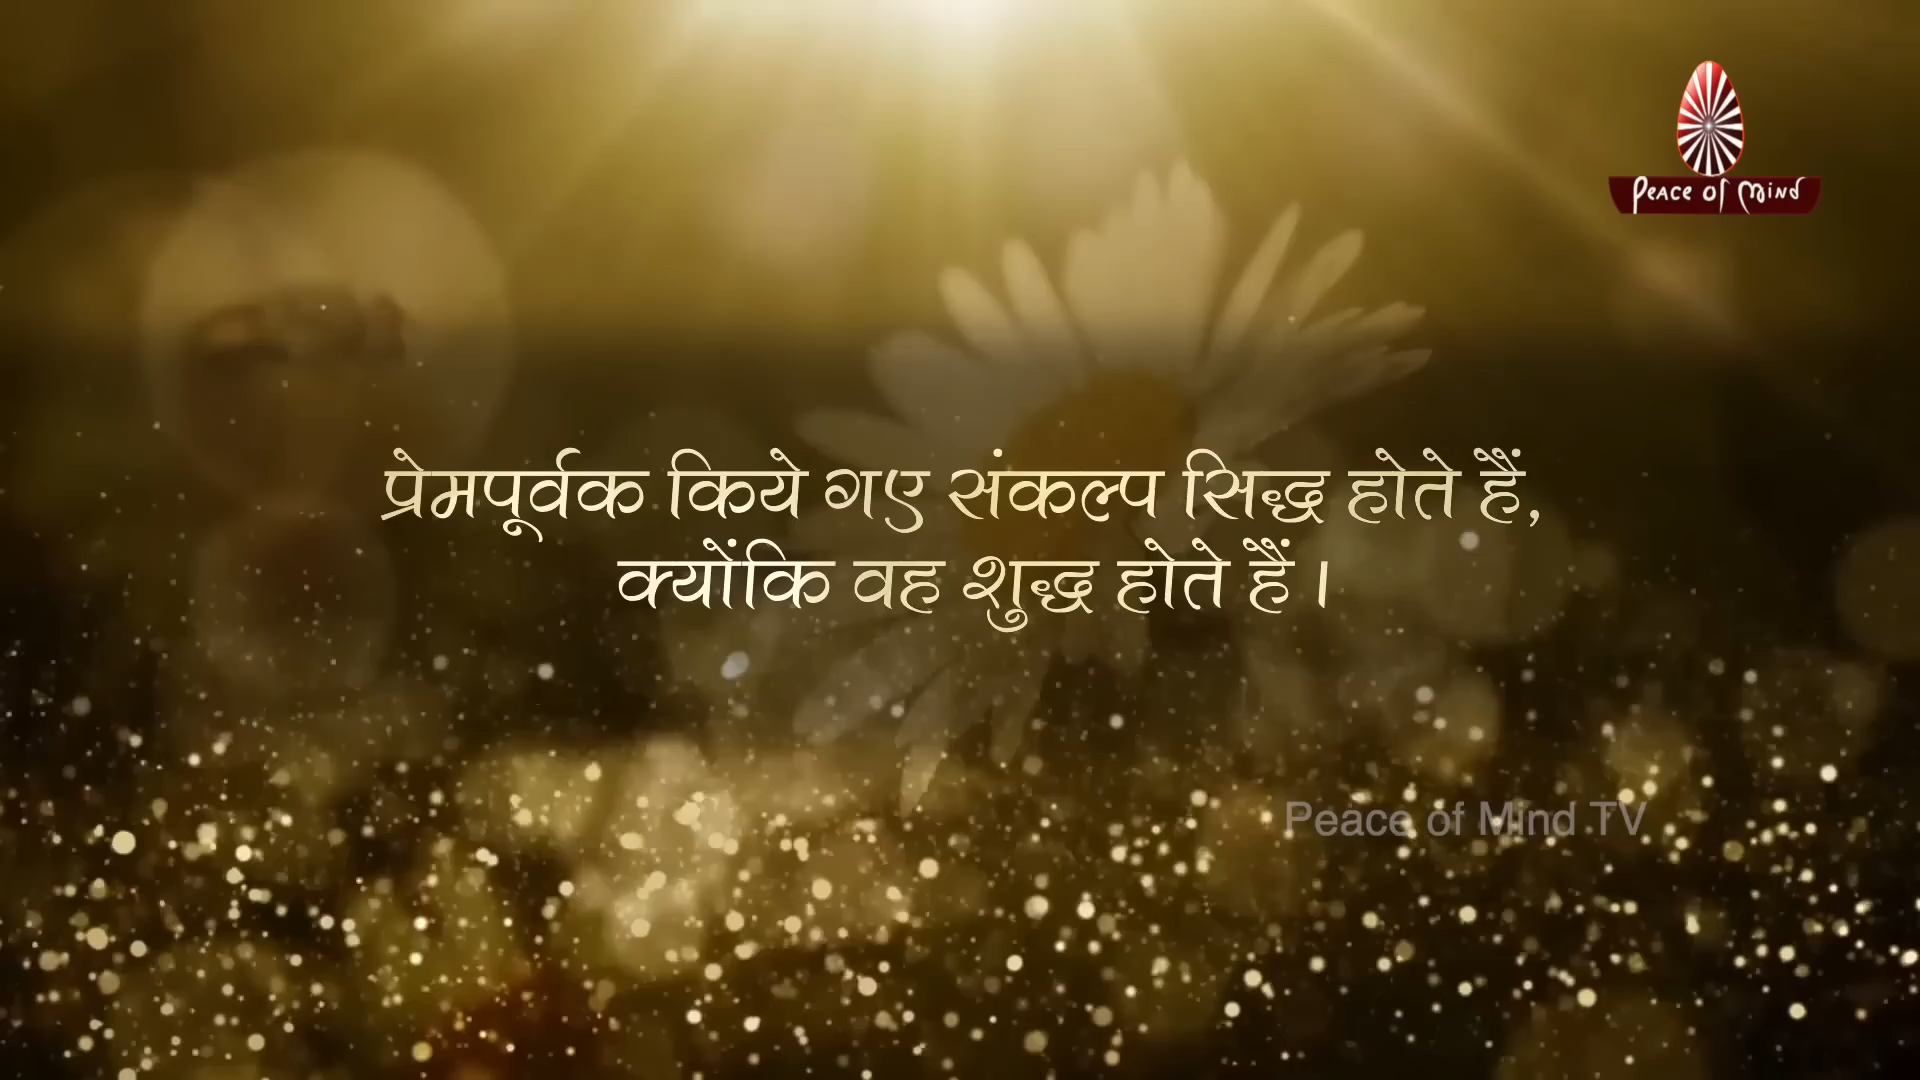 Peace of Mind
प्रेमपूर्वक किये गए संकल्प सिद्ध होते हैं,
क्योंकि वह शुद्ध होते हैं ।
Peace of Mind TV